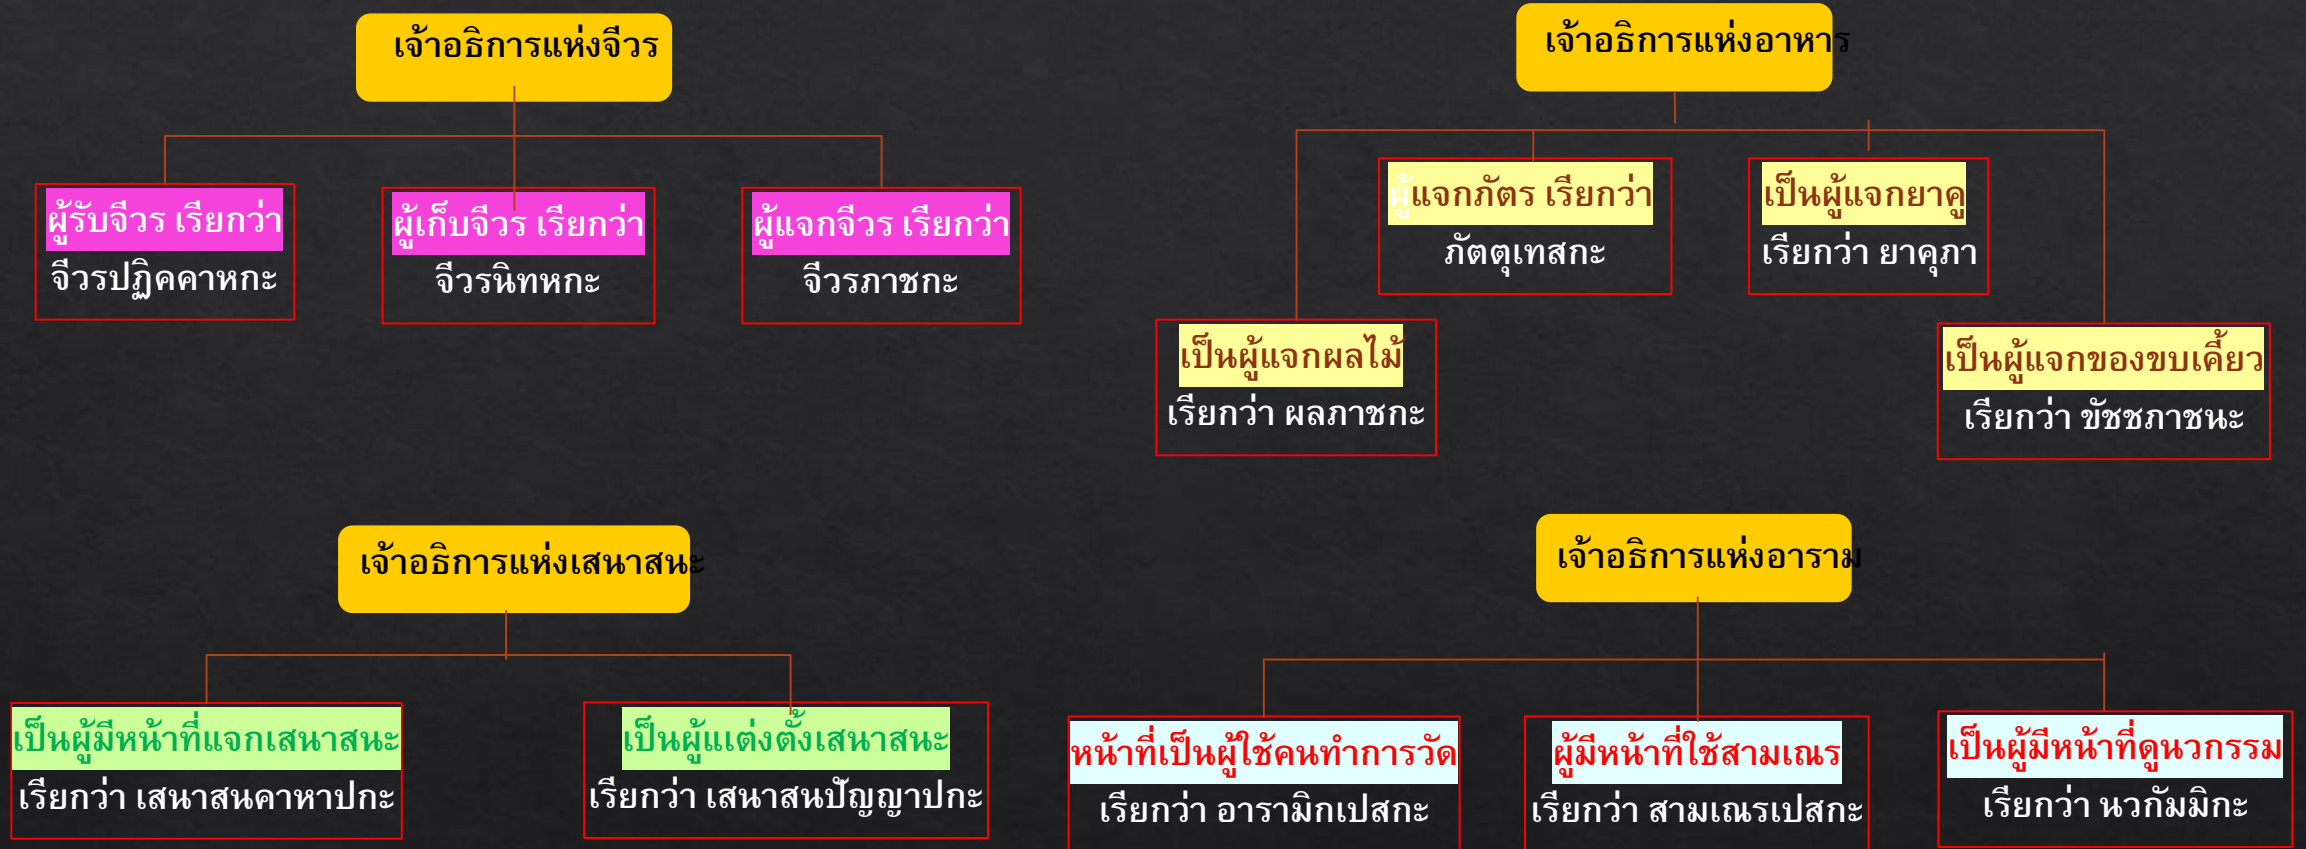 เจ้าอธิการแห่งจีวร
ผู้รับจีวร เรียกว่า
จีวรปฏิคคาหกะ
ผู้เก็บจีวร เรียกว่า
จีวรนิทหกะ
ผู้แจกจีวร เรียกว่า
จีวรภาชกะ
เจ้าอธิการแห่งอาหาร
ผู้แจกภัตร เรียกว่า
ภัตตุเทสกะ
เป็นผู้แจกยาคู
เรียกว่า ยาคุภา
เป็นผู้แจกผลไม้
เรียกว่า ผลภาชกะ
เป็นผู้แจกของขบเคี้ยว
เรียกว่า ขัชชภาชนะ
เจ้าอธิการแห่งเสนาสนะ
เป็นผู้มีหน้าที่แจกเสนาสนะ
เรียกว่า เสนาสนคาหาปกะ
เป็นผู้แต่งตั้งเสนาสนะ
เรียกว่า เสนาสนปัญญาปกะ
เจ้าอธิการแห่งอาราม
หน้าที่เป็นผู้ใช้คนทำการวัด
เรียกว่า อารามิกเปสกะ
ผู้มีหน้าที่ใช้สามเณร
เรียกว่า สามเณรเปสกะ
เป็นผู้มีหน้าที่ดูนวกรรม
เรียกว่า นวกัมมิกะ